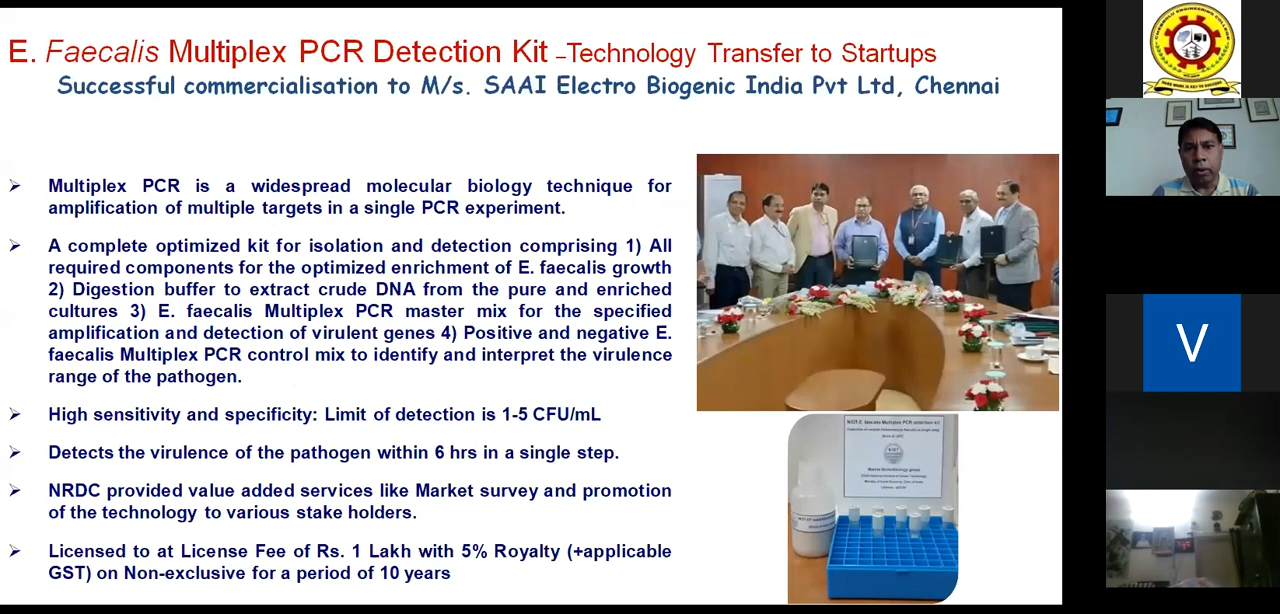 E. Faecalis Multiplex PCR Detection Kit –Technology Transfer to Startups
Successful commercialisation to M/s. SAAI Electro Biogenic India Pvt Ltd, Chennai
Multiplex PCR is a widespread molecular biology technique for
amplification of multiple targets in a single PCR experiment.
A complete optimized kit for isolation and detection comprising 1) All
required components for the optimized enrichment of E. faecalis growth
2) Digestion buffer to extract crude DNA from the pure and enriched
cultures 3) E. faecalis Multiplex PCR master mix for the specified
amplification and detection of virulent genes 4) Positive and negative E.
faecalis Multiplex PCR control mix to identify and interpret the virulence
range of the pathogen.
High sensitivity and specificity: Limit of detection is 1-5 CFU/mL
Detects the virulence of the pathogen within 6 hrs in a single step.
NRDC provided value added services like Market survey and promotion
of the technology to various stake holders.
Licensed to at License Fee of Rs. 1 Lakh with 5% Royalty (+applicable
GST) on Non-exclusive for a period of 10 years
NIOT-E. faecalis Multiplex PCR detection kit
V